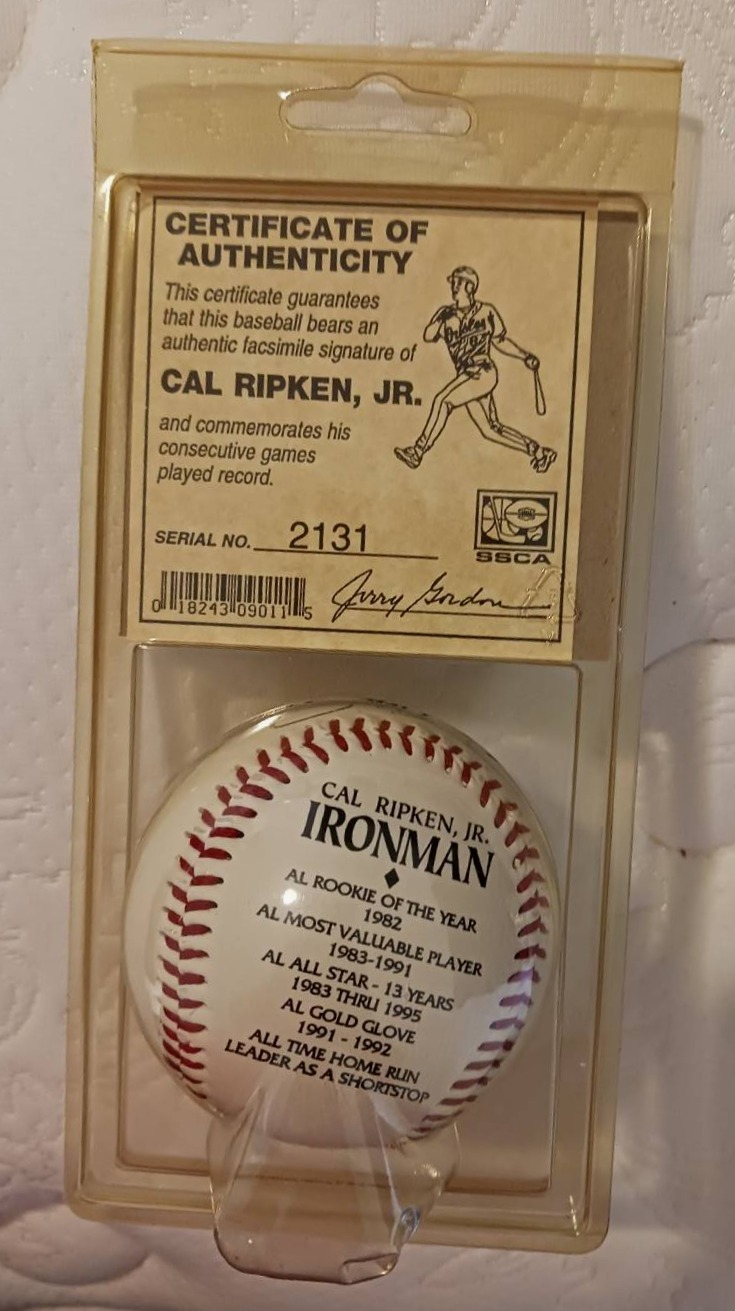 CERTIFICATE OF
AUTHENTICITY
This certificate guarantees
that this baseball bears an
authentic facsimile signature of
CAL RIPKEN, JR.
and commemorates his
consecutive games
played record.
SERIAL NO. 2131
SSCA
0 18243 09011 5
Jerry Gordon
CAL RIPKEN, JR.
IRONMAN
AL ROOKIE OF THE YEAR
1982
AL MOST VALUABLE PLAYER
1983-1991
AL ALL STAR - 13 YEARS
1983 THRU 1995
AL GOLD GLOVE
1991 - 1992
ALL TIME HOME RUN
LEADER AS A SHORTSTOP